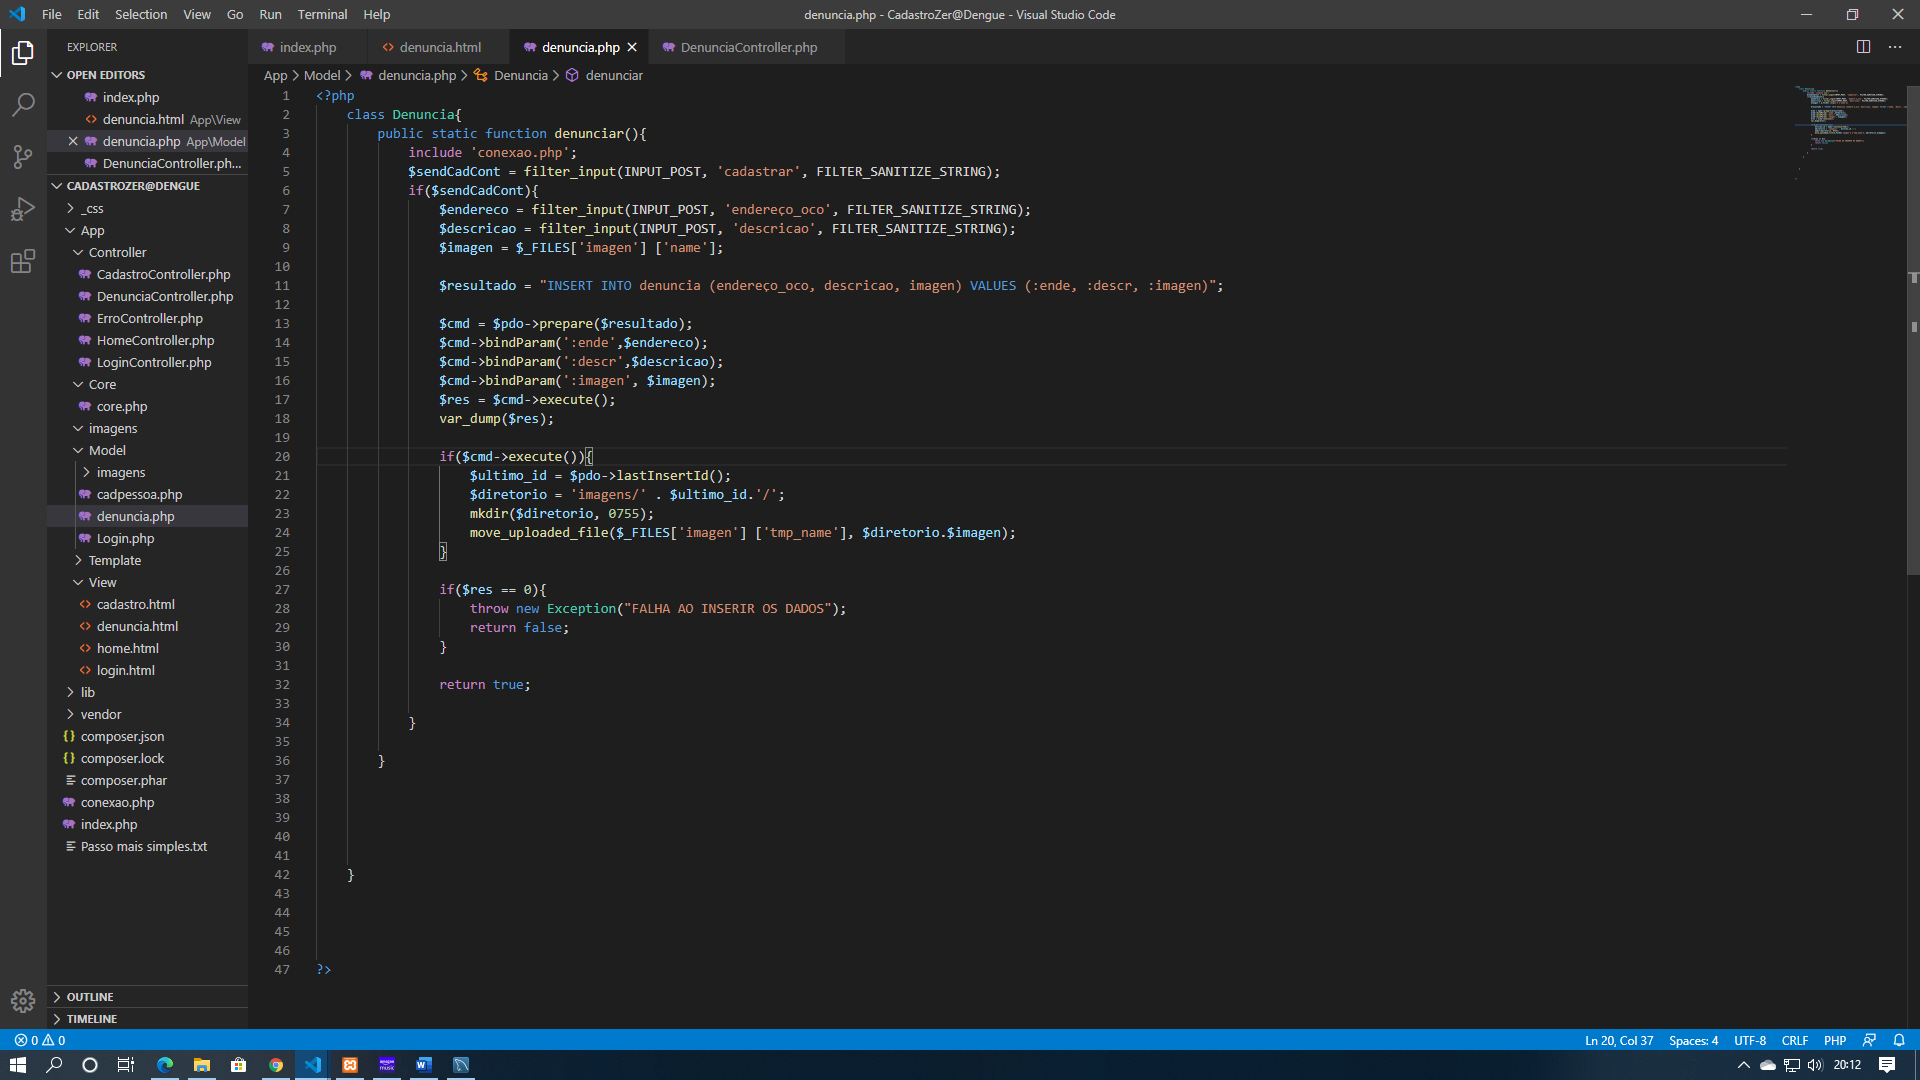 File Edit Selection View Go Run Terminal Help
denuncia.php - CadastroZer@Dengue - Visual Studio Code
EXPLORER
OPEN EDITORS
index.php
denuncia.html App\View
denuncia.php App\Model
DenunciaController.ph...
CADASTROZER@DENGUE
_css
App
Controller
CadastroController.php
DenunciaController.php
ErroController.php
HomeController.php
LoginController.php
Core
core.php
imagens
Model
imagens
cadpessoa.php
denuncia.php
Login.php
Template
View
cadastro.html
denuncia.html
home.html
login.html
lib
vendor
composer.json
composer.lock
composer.phar
conexao.php
index.php
Passo mais simples.txt
OUTLINE
TIMELINE
index.php denuncia.html denuncia.php DenunciaController.php
App > Model > denuncia.php > Denuncia > denunciar
1 <?php
2 class Denuncia{
3 public static function denunciar(){
4 include 'conexao.php';
5 $sendCadCont = filter_input(INPUT_POST, 'cadastrar', FILTER_SANITIZE_STRING);
6 if($sendCadCont){
7 $endereco = filter_input(INPUT_POST, 'endereço_oco', FILTER_SANITIZE_STRING);
8 $descricao = filter_input(INPUT_POST, 'descricao', FILTER_SANITIZE_STRING);
9 $imagen = $_FILES['imagen'] ['name'];
10
11 $resultado = "INSERT INTO denuncia (endereço_oco, descricao, imagen) VALUES (:ende, :descr, :imagen)";
12
13 $cmd = $pdo->prepare($resultado);
14 $cmd->bindParam(':ende',$endereco);
15 $cmd->bindParam(':descr',$descricao);
16 $cmd->bindParam(':imagen', $imagen);
17 $res = $cmd->execute();
18 var_dump($res);
19
20 if($cmd->execute()){
21 $ultimo_id = $pdo->lastInsertId();
22 $diretorio = 'imagens/' . $ultimo_id.'/';
23 mkdir($diretorio, 0755);
24 move_uploaded_file($_FILES['imagen'] ['tmp_name'], $diretorio.$imagen);
25 }
26
27 if($res == 0){
28 throw new Exception("FALHA AO INSERIR OS DADOS");
29 return false;
30 }
31
32 return true;
33
34 }
35
36 }
37
38
39
40
41
42 }
43
44
45
46
47 ?>
0 0
Ln 20, Col 37 Spaces: 4 UTF-8 CRLF PHP
amazon music
20:12